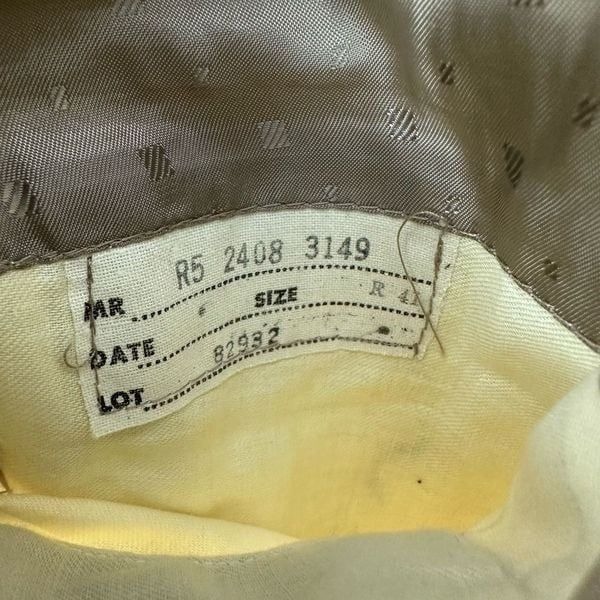 R5 2408 3149
MR SIZE R 41
DATE
82932
LOT